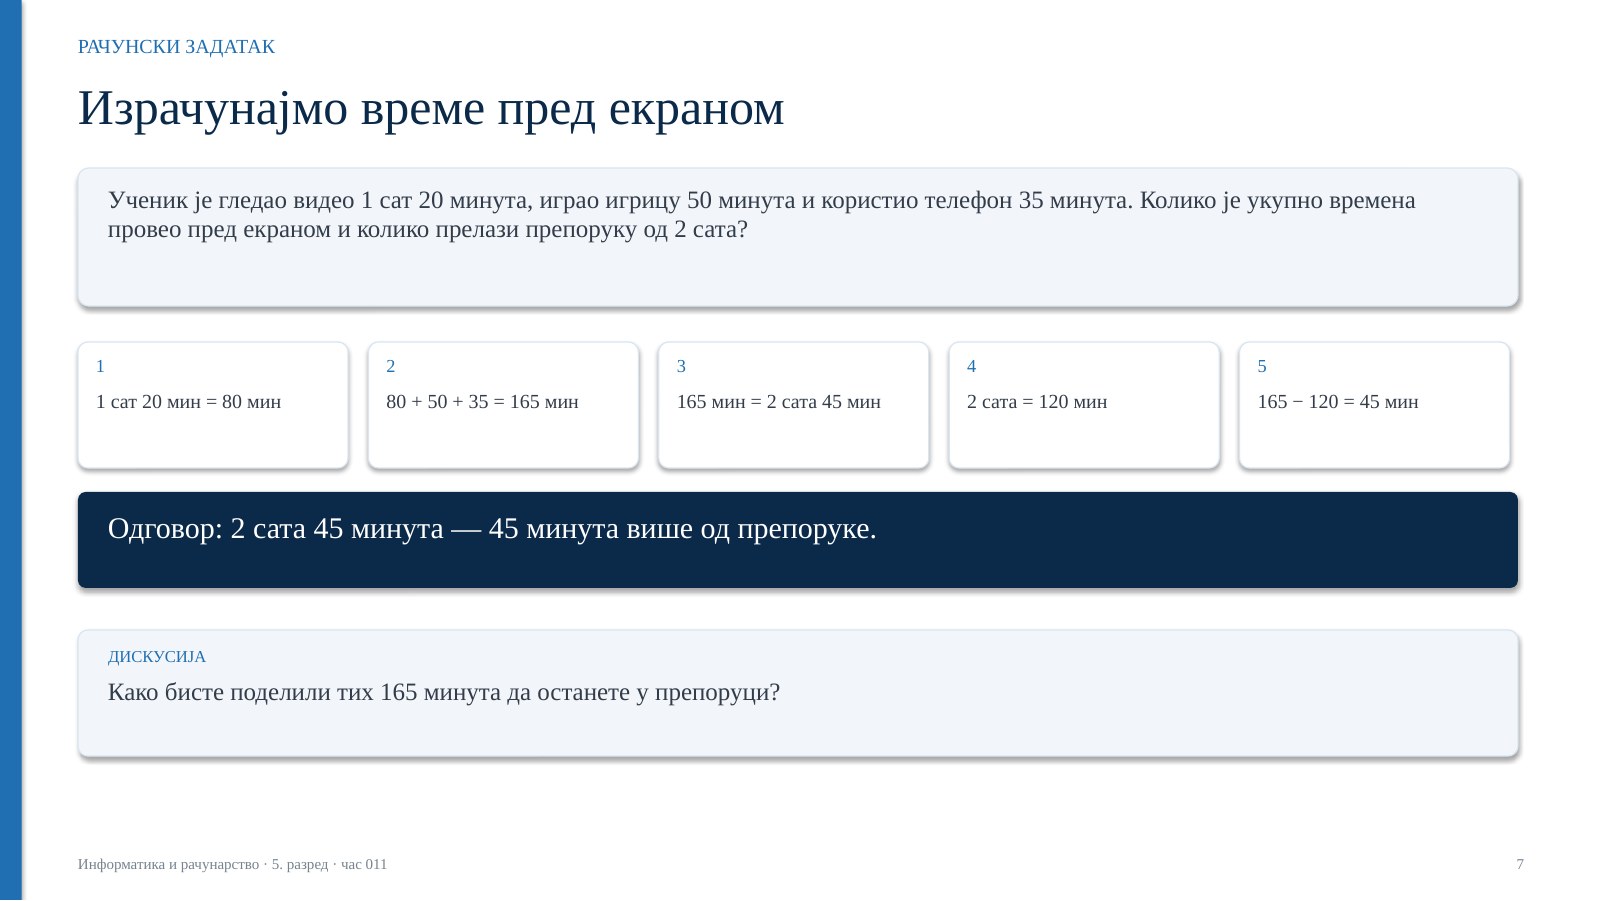 РАЧУНСКИ ЗАДАТАК
Израчунајмо време пред екраном
Ученик је гледао видео 1 сат 20 минута, играо игрицу 50 минута и користио телефон 35 минута. Колико је укупно времена
провео пред екраном и колико прелази препоруку од 2 сата?
1
1 сат 20 мин = 80 мин
2
80 + 50 + 35 = 165 мин
3
165 мин = 2 сата 45 мин
4
2 сата = 120 мин
5
165 − 120 = 45 мин
Одговор: 2 сата 45 минута — 45 минута више од препоруке.
ДИСКУСИЈА
Како бисте поделили тих 165 минута да останете у препоруци?
Информатика и рачунарство · 5. разред · час 011
7